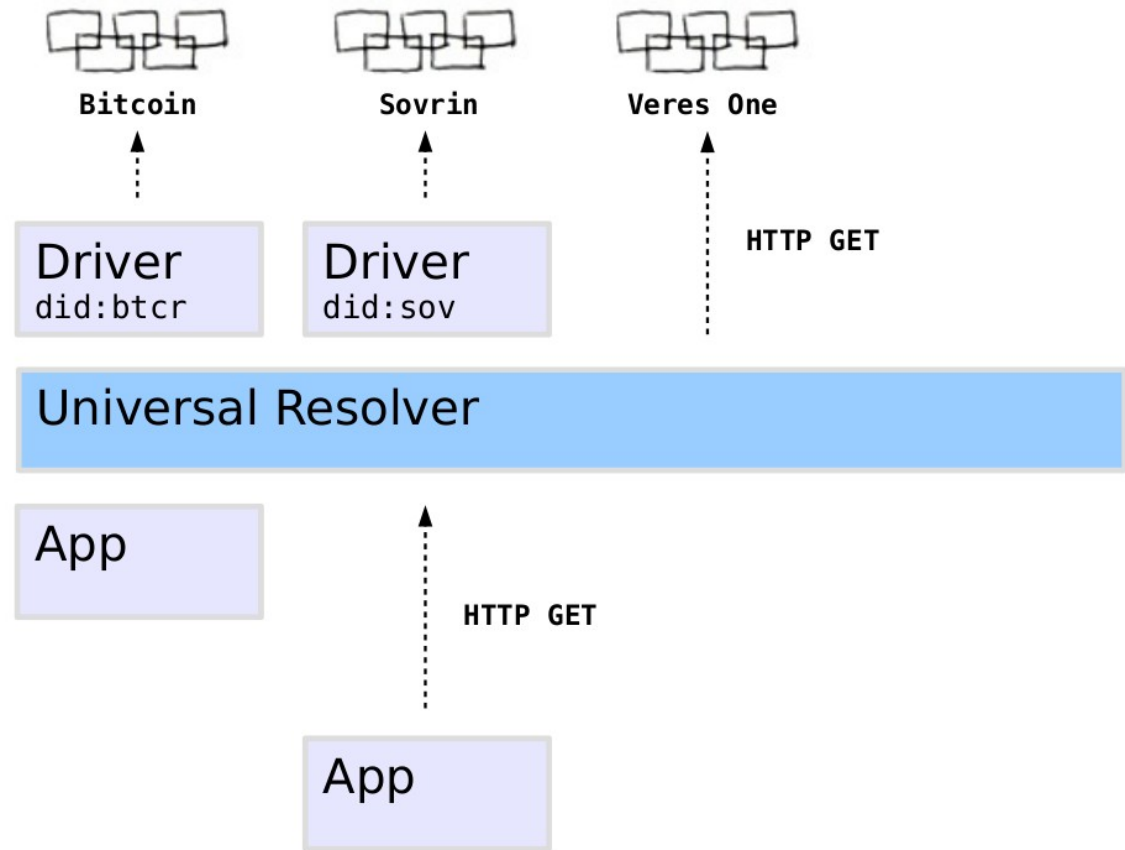 Bitcoin
Sovrin
Veres One
HTTP GET
Driver
did:btcr
Driver
did:sov
Universal Resolver
App
HTTP GET
App